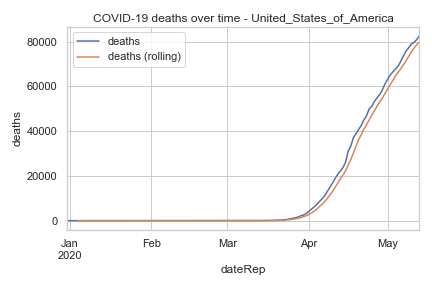 COVID-19 deaths over time - United_States_of_America
deaths
deaths (rolling)
80000
60000
40000
20000
0
deaths
Jan Feb Mar Apr May
2020
dateRep